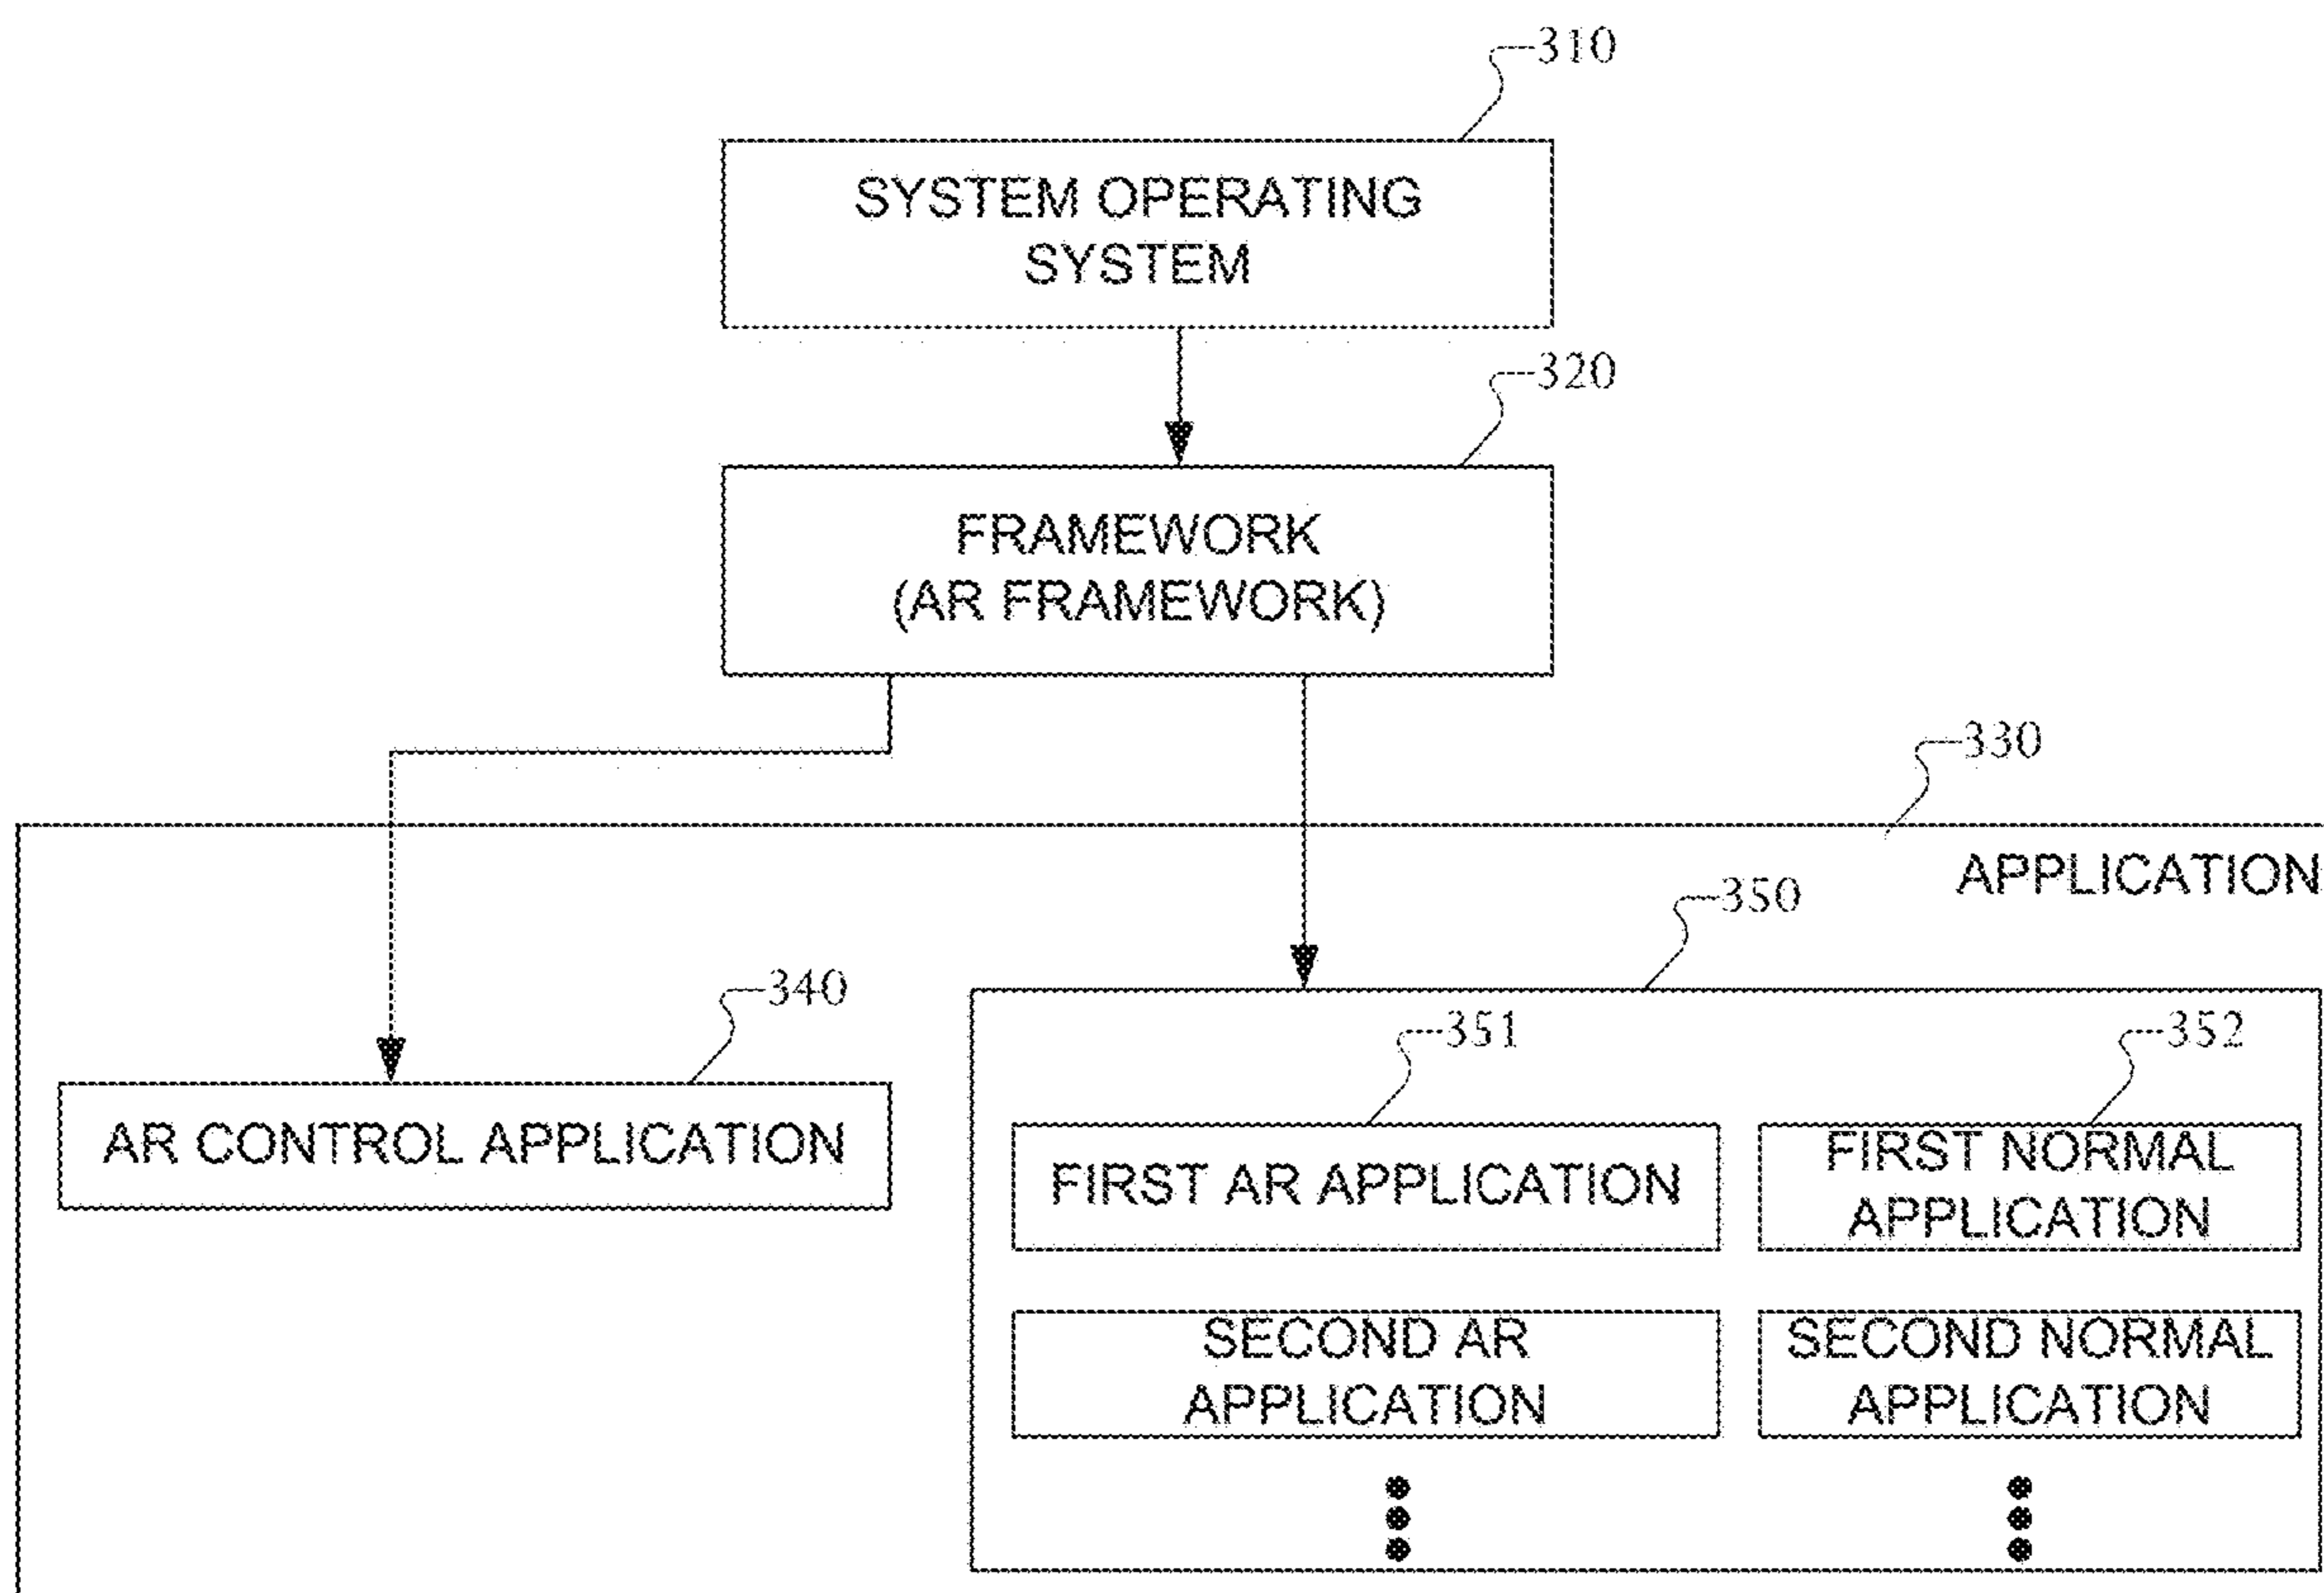 310
SYSTEM OPERATING
SYSTEM
320
FRAMEWORK
(AR FRAMEWORK)
330
APPLICATION
350
340
AR CONTROL APPLICATION
351
352
FIRST AR APPLICATION
FIRST NORMAL
APPLICATION
SECOND AR
APPLICATION
SECOND NORMAL
APPLICATION